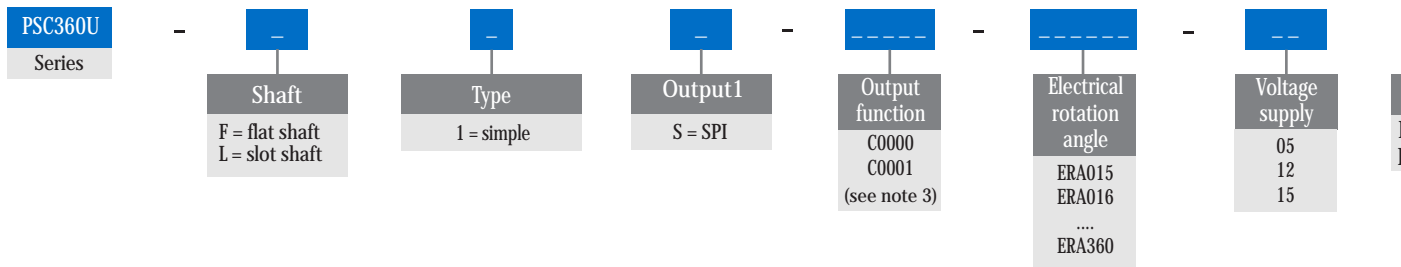 PSC360U
Series
- _ _ _ - _ _ _ _ _ - _ _ _ _ _ _ - _ _
Shaft
F = flat shaft
L = slot shaft
Type
1 = simple
Output1
S = SPI
Output
function
C0000
C0001
(see note 3)
Electrical
rotation
angle
ERA015
ERA016
....
ERA360
Voltage
supply
05
12
15